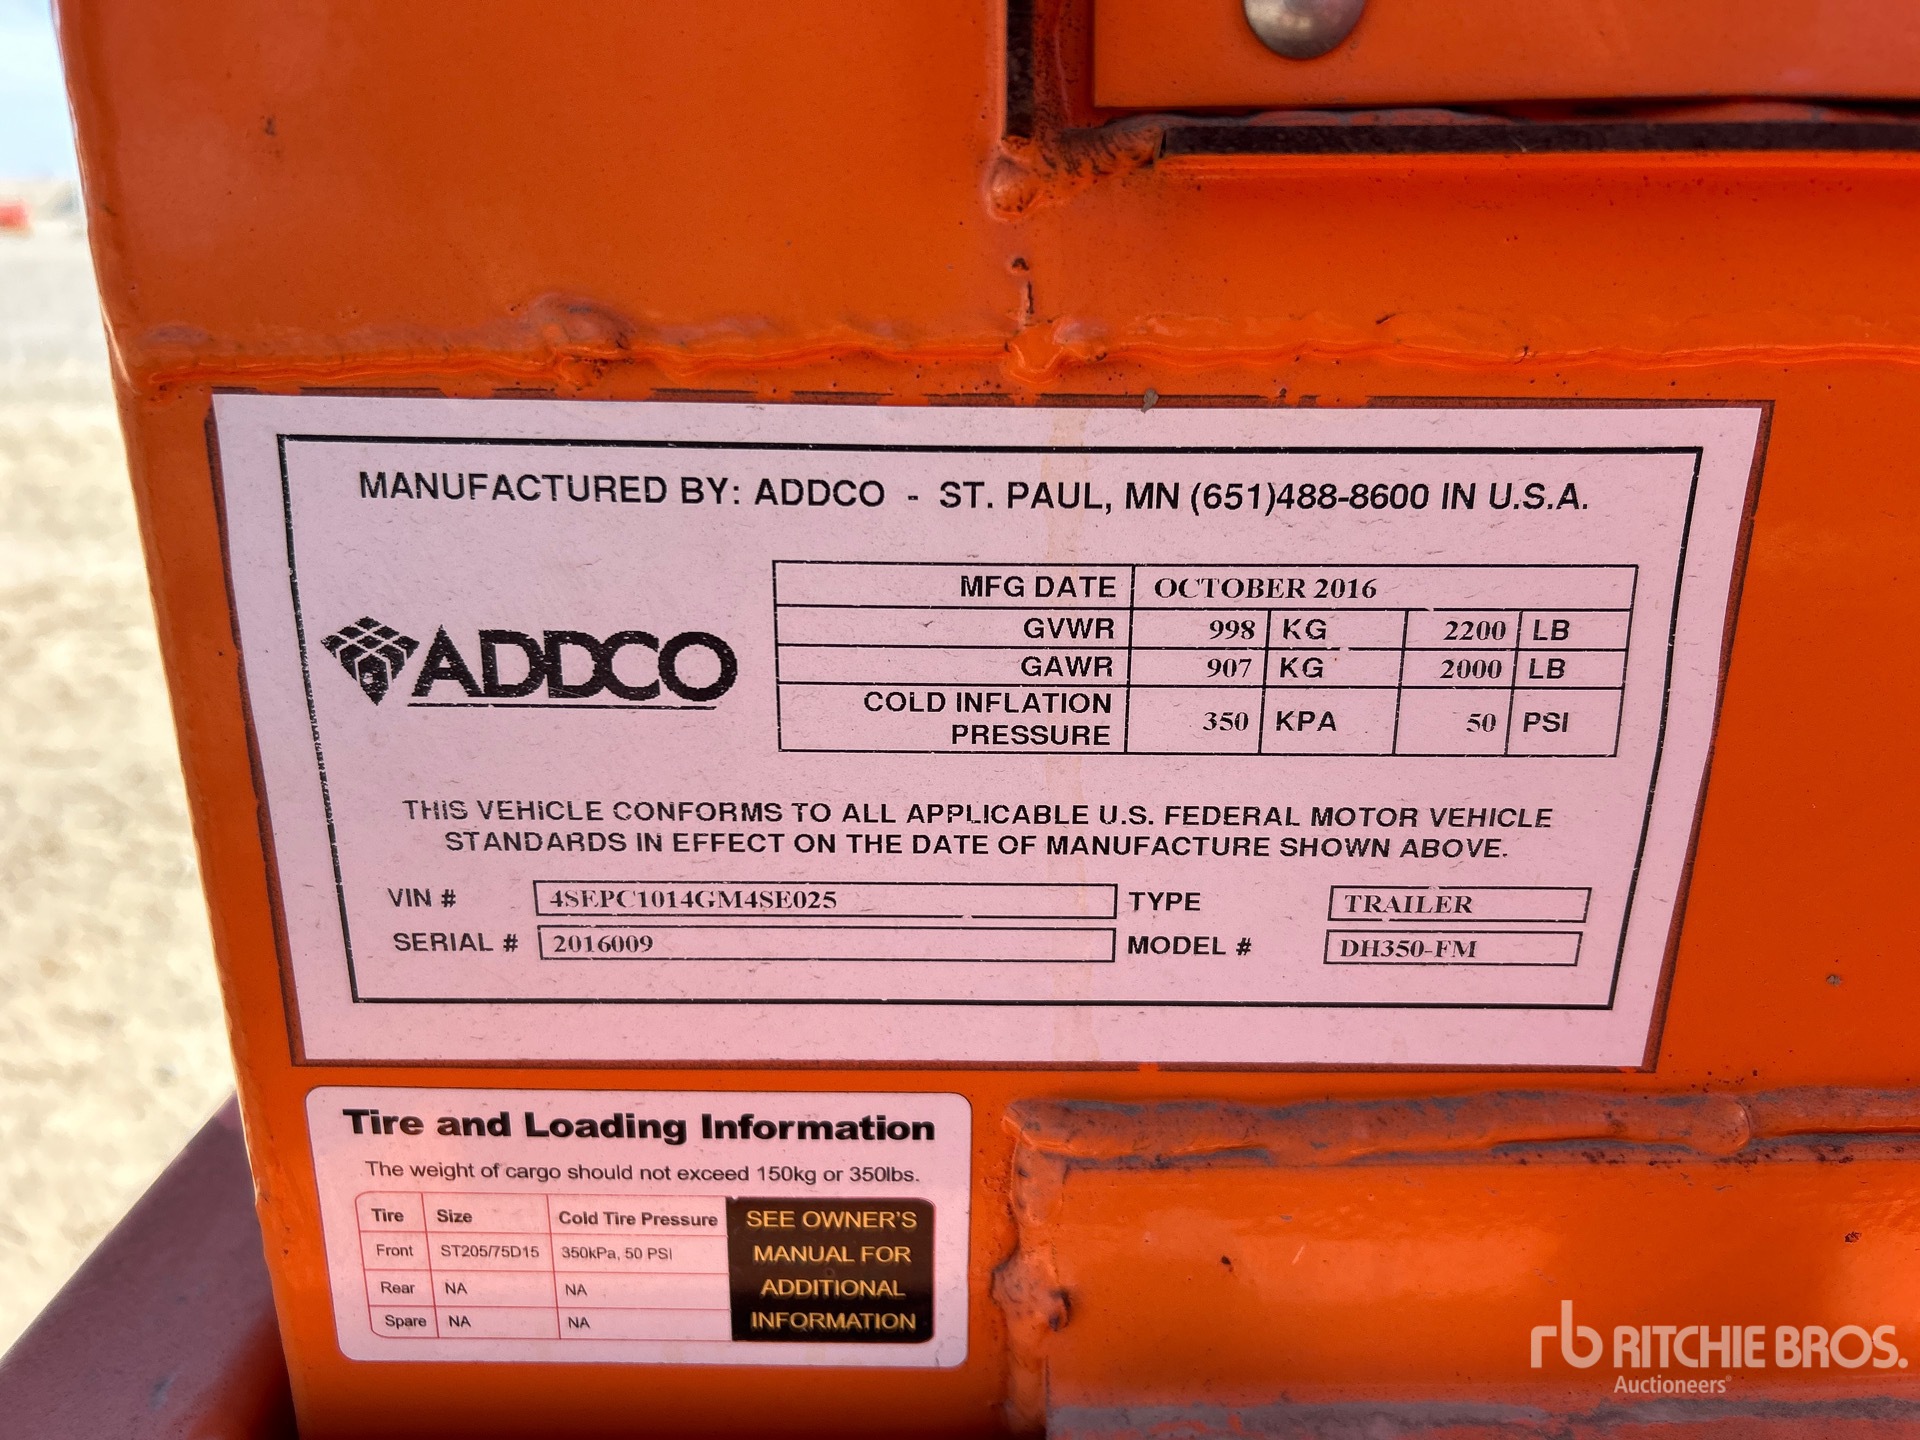 MANUFACTURED BY: ADDCO - ST. PAUL, MN (651)488-8600 IN U.S.A.
ADDCO
MFG DATE OCTOBER 2016
GVWR 998 KG 2200 LB
GAWR 907 KG 2000 LB
COLD INFLATION
PRESSURE 350 KPA 50 PSI
THIS VEHICLE CONFORMS TO ALL APPLICABLE U.S. FEDERAL MOTOR VEHICLE
STANDARDS IN EFFECT ON THE DATE OF MANUFACTURE SHOWN ABOVE.
VIN # 4SEPC1014GM4SE025 TYPE TRAILER
SERIAL # 2016009 MODEL # DH350-FM
Tire and Loading Information
The weight of cargo should not exceed 150kg or 350lbs.
Tire Size Cold Tire Pressure
Front ST205/75D15 350kPa, 50 PSI
Rear NA NA
Spare NA NA
SEE OWNER'S
MANUAL FOR
ADDITIONAL
INFORMATION
rb RITCHIE BROS.
Auctioneers